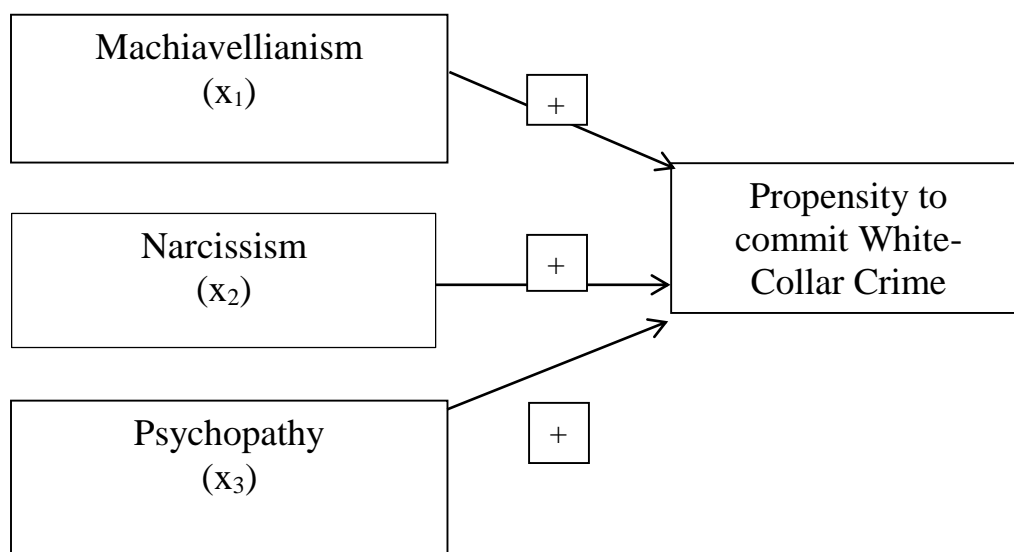 Machiavellianism
(x₁)
+
Narcissism
(x₂)
+
Psychopathy
(x₃)
+
Propensity to
commit White-
Collar Crime